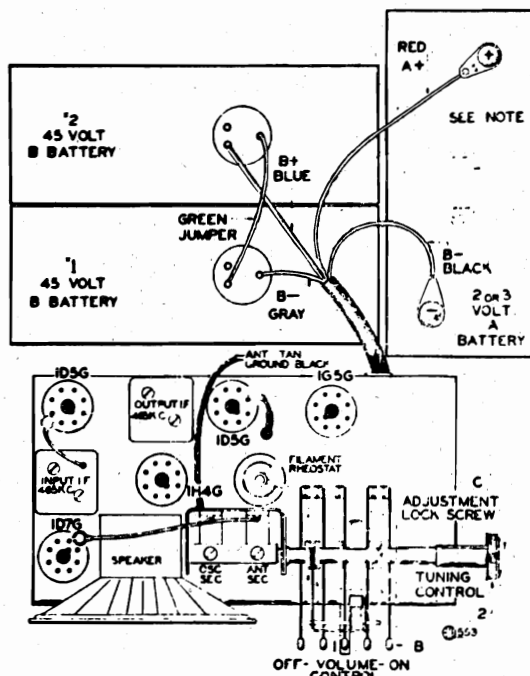 RED
A+
SEE NOTE
#2
45 VOLT
B BATTERY
B+
BLUE
GREEN
JUMPER
#1
45 VOLT
B BATTERY
B-
GRAY
B-
BLACK
2 OR 3
VOLT
A
BATTERY
ANT TAN
GROUND BLACK
1D5G
OUTPUT IF
465KC
1D5G
1G5G
INPUT IF
465KC
1H4G
FILAMENT
RHEOSTAT
C
ADJUSTMENT
LOCK SCREW
1D7G
SPEAKER
OSC
SEC
ANT
SEC
TUNING
CONTROL
1
2
B
OFF-VOLUME-ON
CONTROL